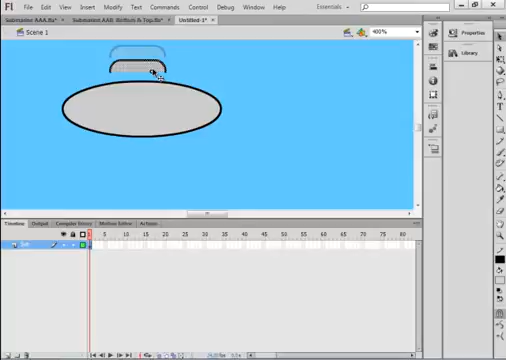 Fl File Edit View Insert Modify Text Commands Control Debug Window Help Essentials
Submarine AAA.fla* Submarine AAB. Bottom & Top.fla* Untitled-1*
Scene 1 400%
Properties
Library
Timeline Output Compiler Errors Motion Editor Actions
1 5 10 15 20 25 30 35 40 45 50 55 60 65 70 75 80
Sub